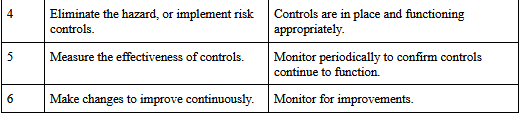 4 Eliminate the hazard, or implement risk Controls are in place and functioning
controls. appropriately.
5 Measure the effectiveness of controls. Monitor periodically to confirm controls
continue to function.
6 Make changes to improve continuously. Monitor for improvements.